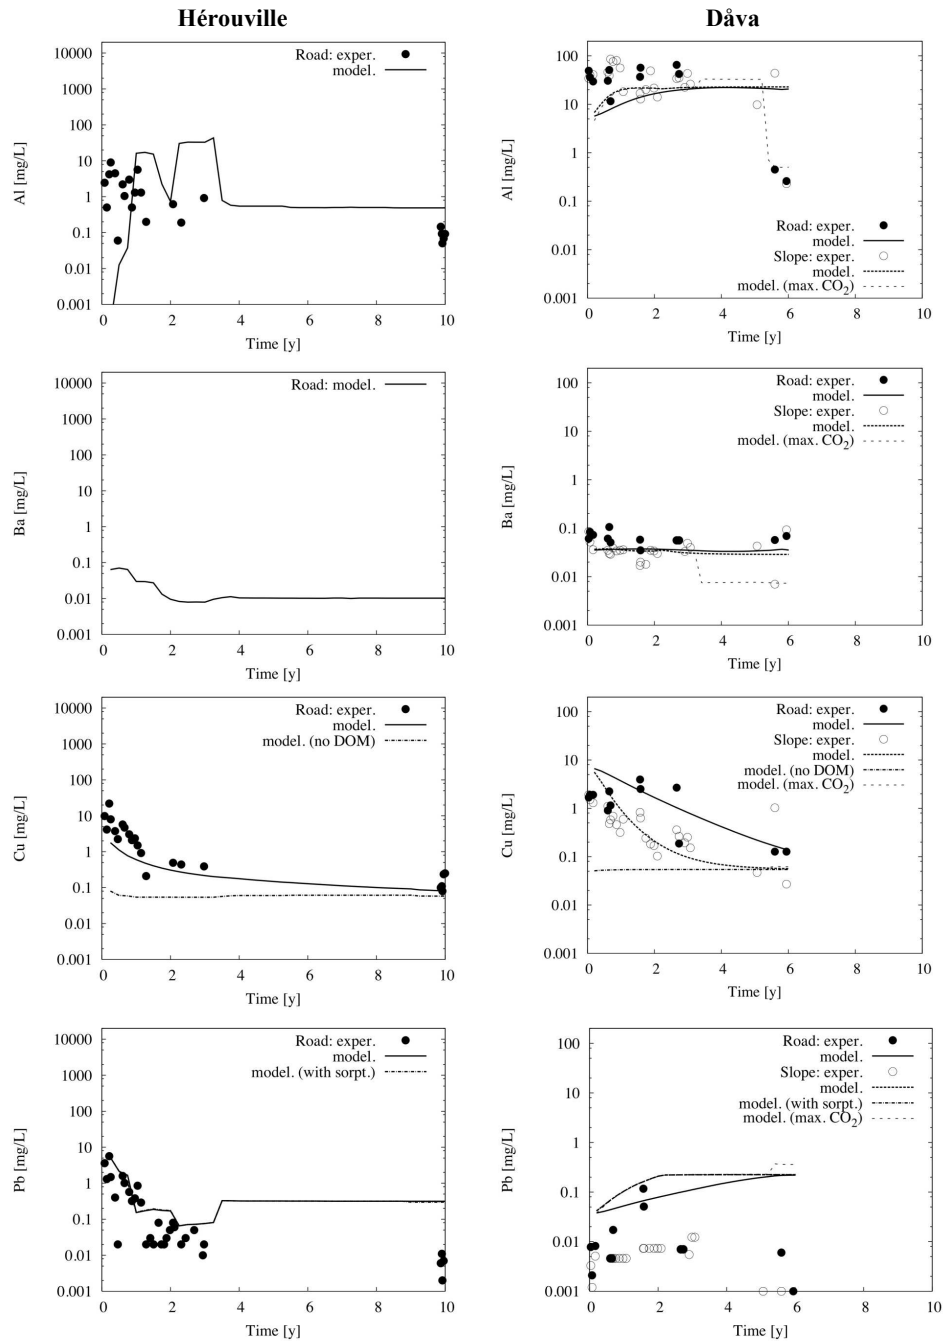 Hérouville
Dåva
10000
1000
100
10
1
0.1
0.01
0.001
Al [mg/L]
Road: exper.
model.
0 2 4 6 8 10
Time [y]
100
10
1
0.1
0.01
0.001
Al [mg/L]
Road: exper.
model.
Slope: exper.
model.
model. (max. CO2)
0 2 4 6 8 10
Time [y]
10000
1000
100
10
1
0.1
0.01
0.001
Ba [mg/L]
Road: model.
0 2 4 6 8 10
Time [y]
100
10
1
0.1
0.01
0.001
Ba [mg/L]
Road: exper.
model.
Slope: exper.
model.
model. (max. CO2)
0 2 4 6 8 10
Time [y]
10000
1000
100
10
1
0.1
0.01
0.001
Cu [mg/L]
Road: exper.
model.
model. (no DOM)
0 2 4 6 8 10
Time [y]
100
10
1
0.1
0.01
0.001
Cu [mg/L]
Road: exper.
model.
Slope: exper.
model.
model. (no DOM)
model. (max. CO2)
0 2 4 6 8 10
Time [y]
10000
1000
100
10
1
0.1
0.01
0.001
Pb [mg/L]
Road: exper.
model.
model. (with sorpt.)
0 2 4 6 8 10
Time [y]
100
10
1
0.1
0.01
0.001
Pb [mg/L]
Road: exper.
model.
Slope: exper.
model.
model. (with sorpt.)
model. (max. CO2)
0 2 4 6 8 10
Time [y]